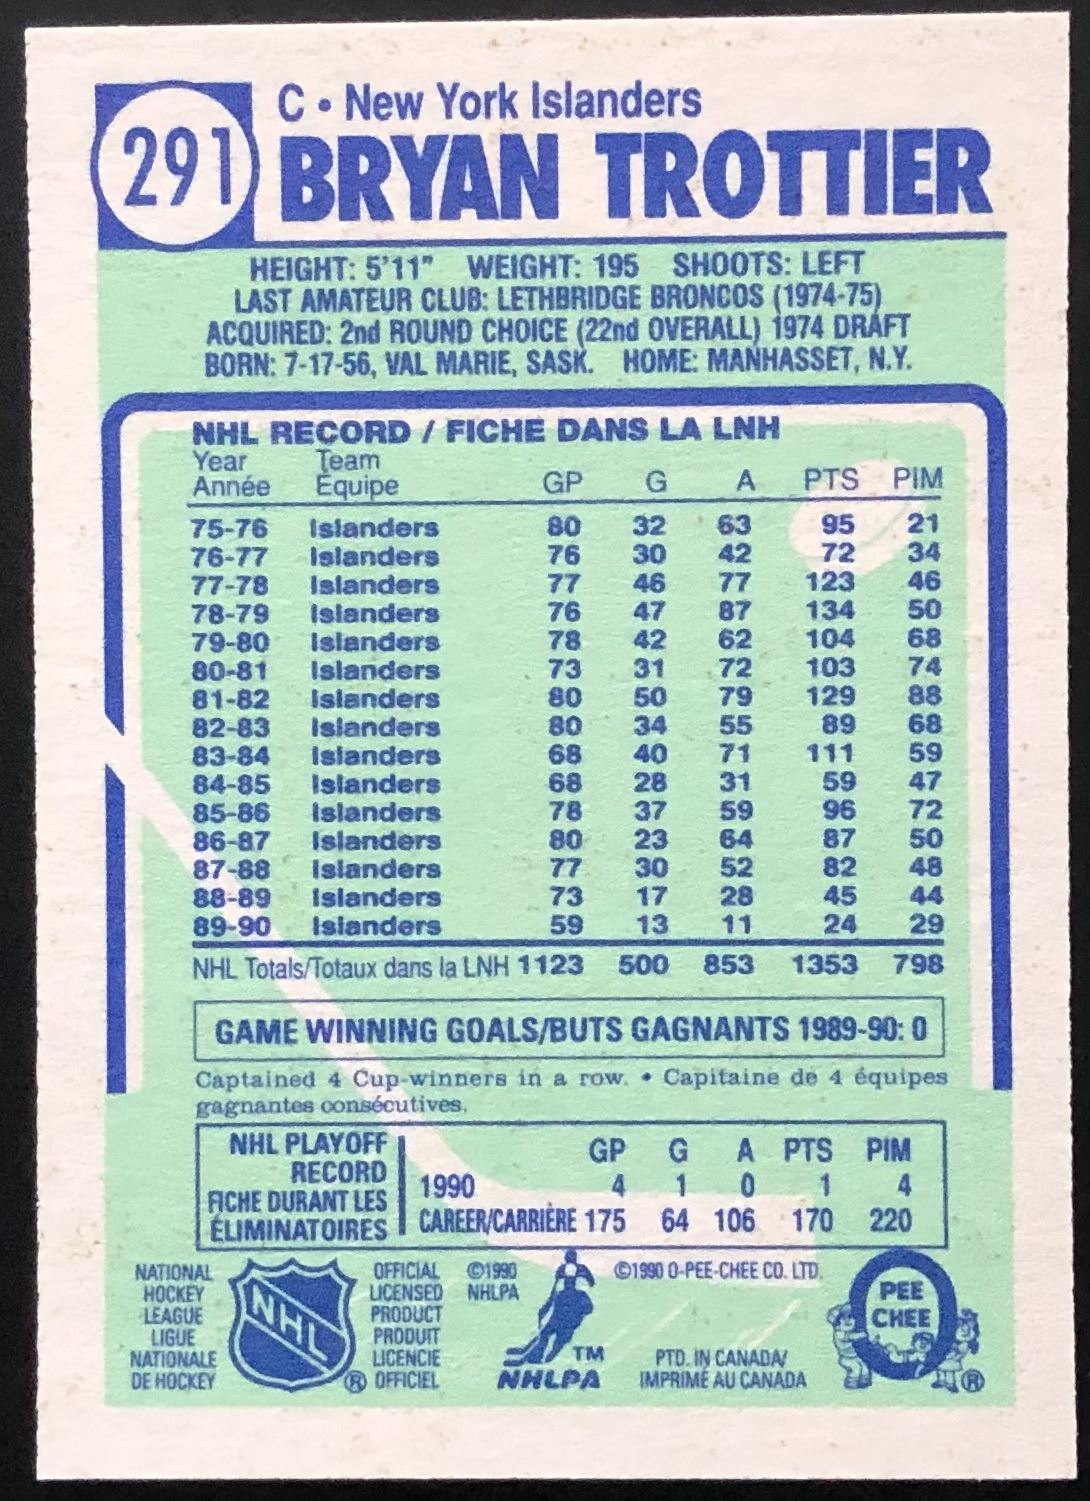 291
C • New York Islanders
BRYAN TROTTIER
HEIGHT: 5'11" WEIGHT: 195 SHOOTS: LEFT
LAST AMATEUR CLUB: LETHBRIDGE BRONCOS (1974-75)
ACQUIRED: 2nd ROUND CHOICE (22nd OVERALL) 1974 DRAFT
BORN: 7-17-56, VAL MARIE, SASK. HOME: MANHASSET, N.Y.
NHL RECORD / FICHE DANS LA LNH
Year Team
Année Équipe GP G A PTS PIM
75-76 Islanders 80 32 63 95 21
76-77 Islanders 76 30 42 72 34
77-78 Islanders 77 46 77 123 46
78-79 Islanders 76 47 87 134 50
79-80 Islanders 78 42 62 104 68
80-81 Islanders 73 31 72 103 74
81-82 Islanders 80 50 79 129 88
82-83 Islanders 80 34 55 89 68
83-84 Islanders 68 40 71 111 59
84-85 Islanders 68 28 31 59 47
85-86 Islanders 78 37 59 96 72
86-87 Islanders 80 23 64 87 50
87-88 Islanders 77 30 52 82 48
88-89 Islanders 73 17 28 45 44
89-90 Islanders 59 13 11 24 29
NHL Totals/Totaux dans la LNH 1123 500 853 1353 798
GAME WINNING GOALS/BUTS GAGNANTS 1989-90: 0
Captained 4 Cup-winners in a row. • Capitaine de 4 équipes
gagnantes consécutives.
NHL PLAYOFF
RECORD
FICHE DURANT LES
ÉLIMINATOIRES
GP G A PTS PIM
1990 4 1 0 1 4
CAREER/CARRIÈRE 175 64 106 170 220
NATIONAL
HOCKEY
LEAGUE
LIGUE
NATIONALE
DE HOCKEY
NHL
®
OFFICIAL
LICENSED
PRODUCT
PRODUIT
LICENCIE
OFFICIEL
©1990
NHLPA
TM
NHLPA
©1990 O-PEE-CHEE CO. LTD.
PTD. IN CANADA/
IMPRIMÉ AU CANADA
O
PEE
CHEE
®